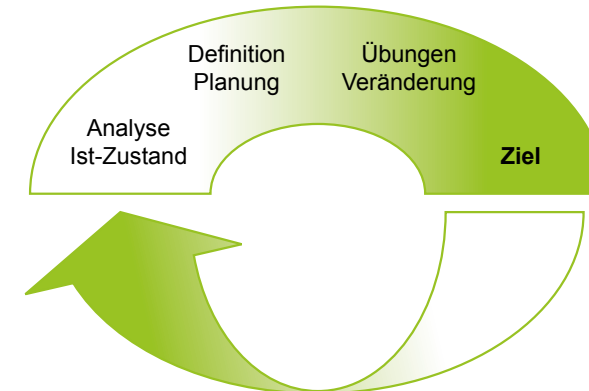 Definition
Planung
Übungen
Veränderung
Analyse
Ist-Zustand
Ziel